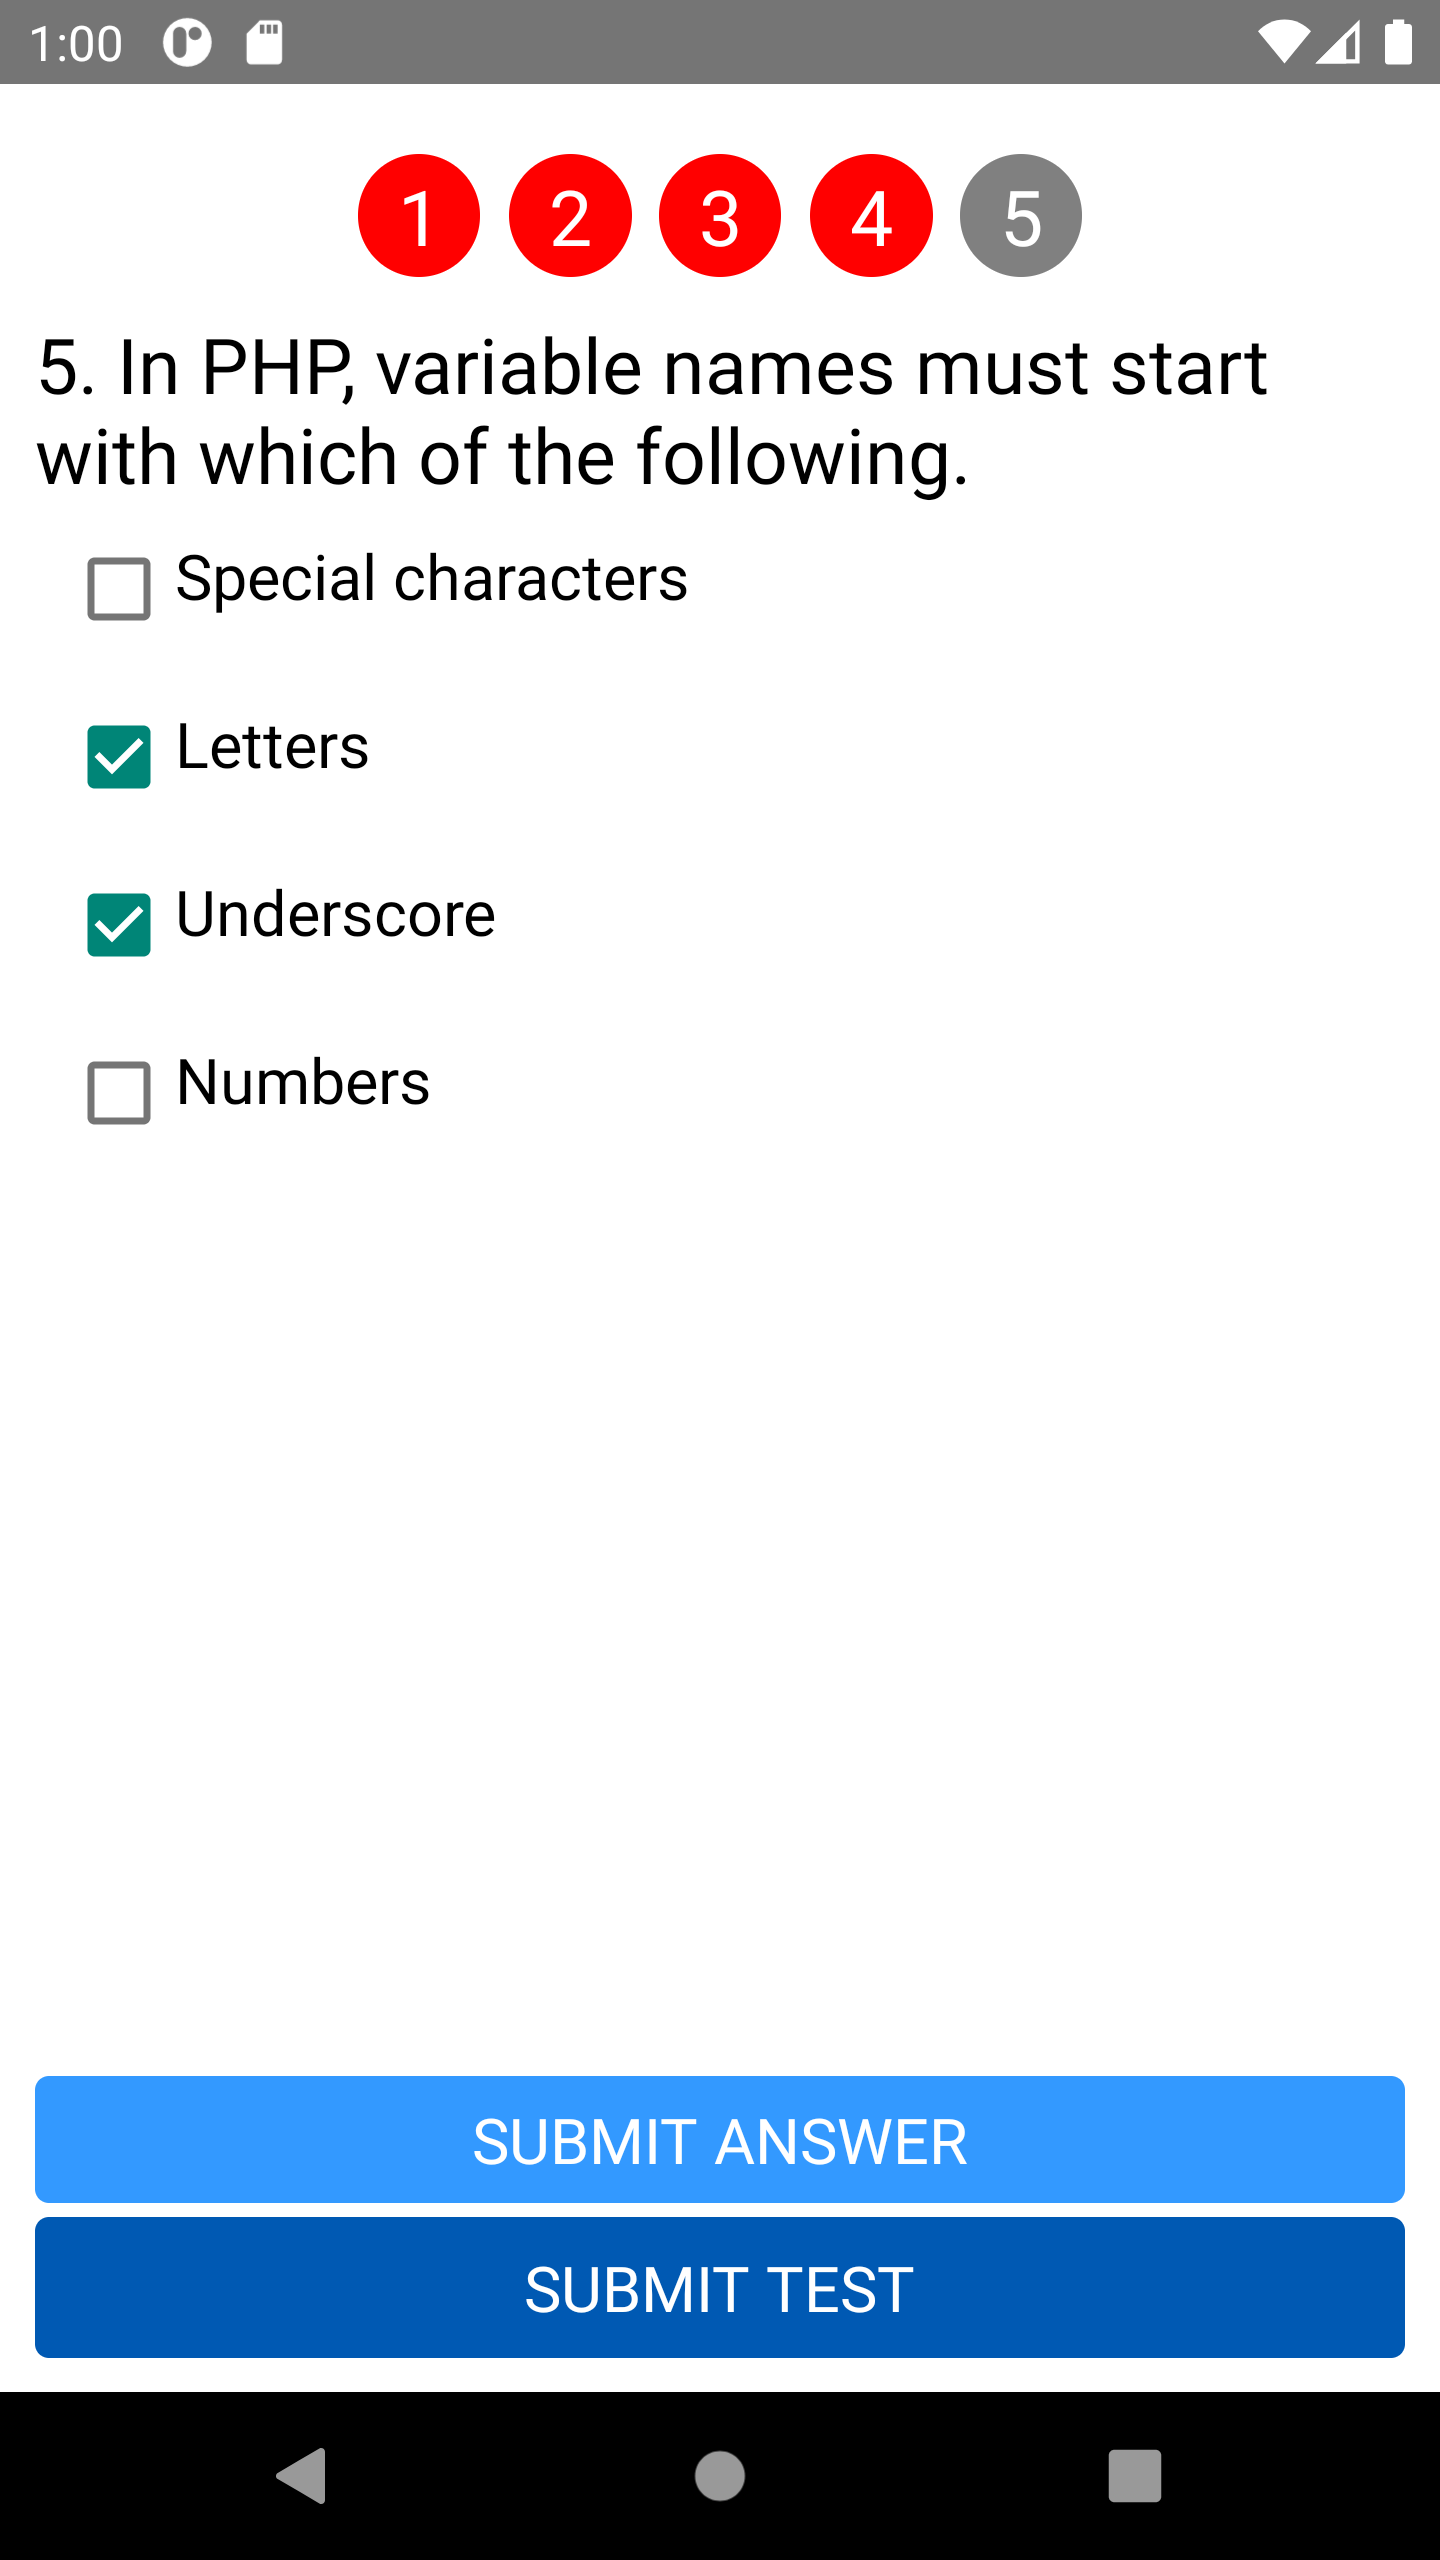 1:00
1 2 3 4 5
5. In PHP, variable names must start
with which of the following.
Special characters
Letters
Underscore
Numbers
SUBMIT ANSWER
SUBMIT TEST